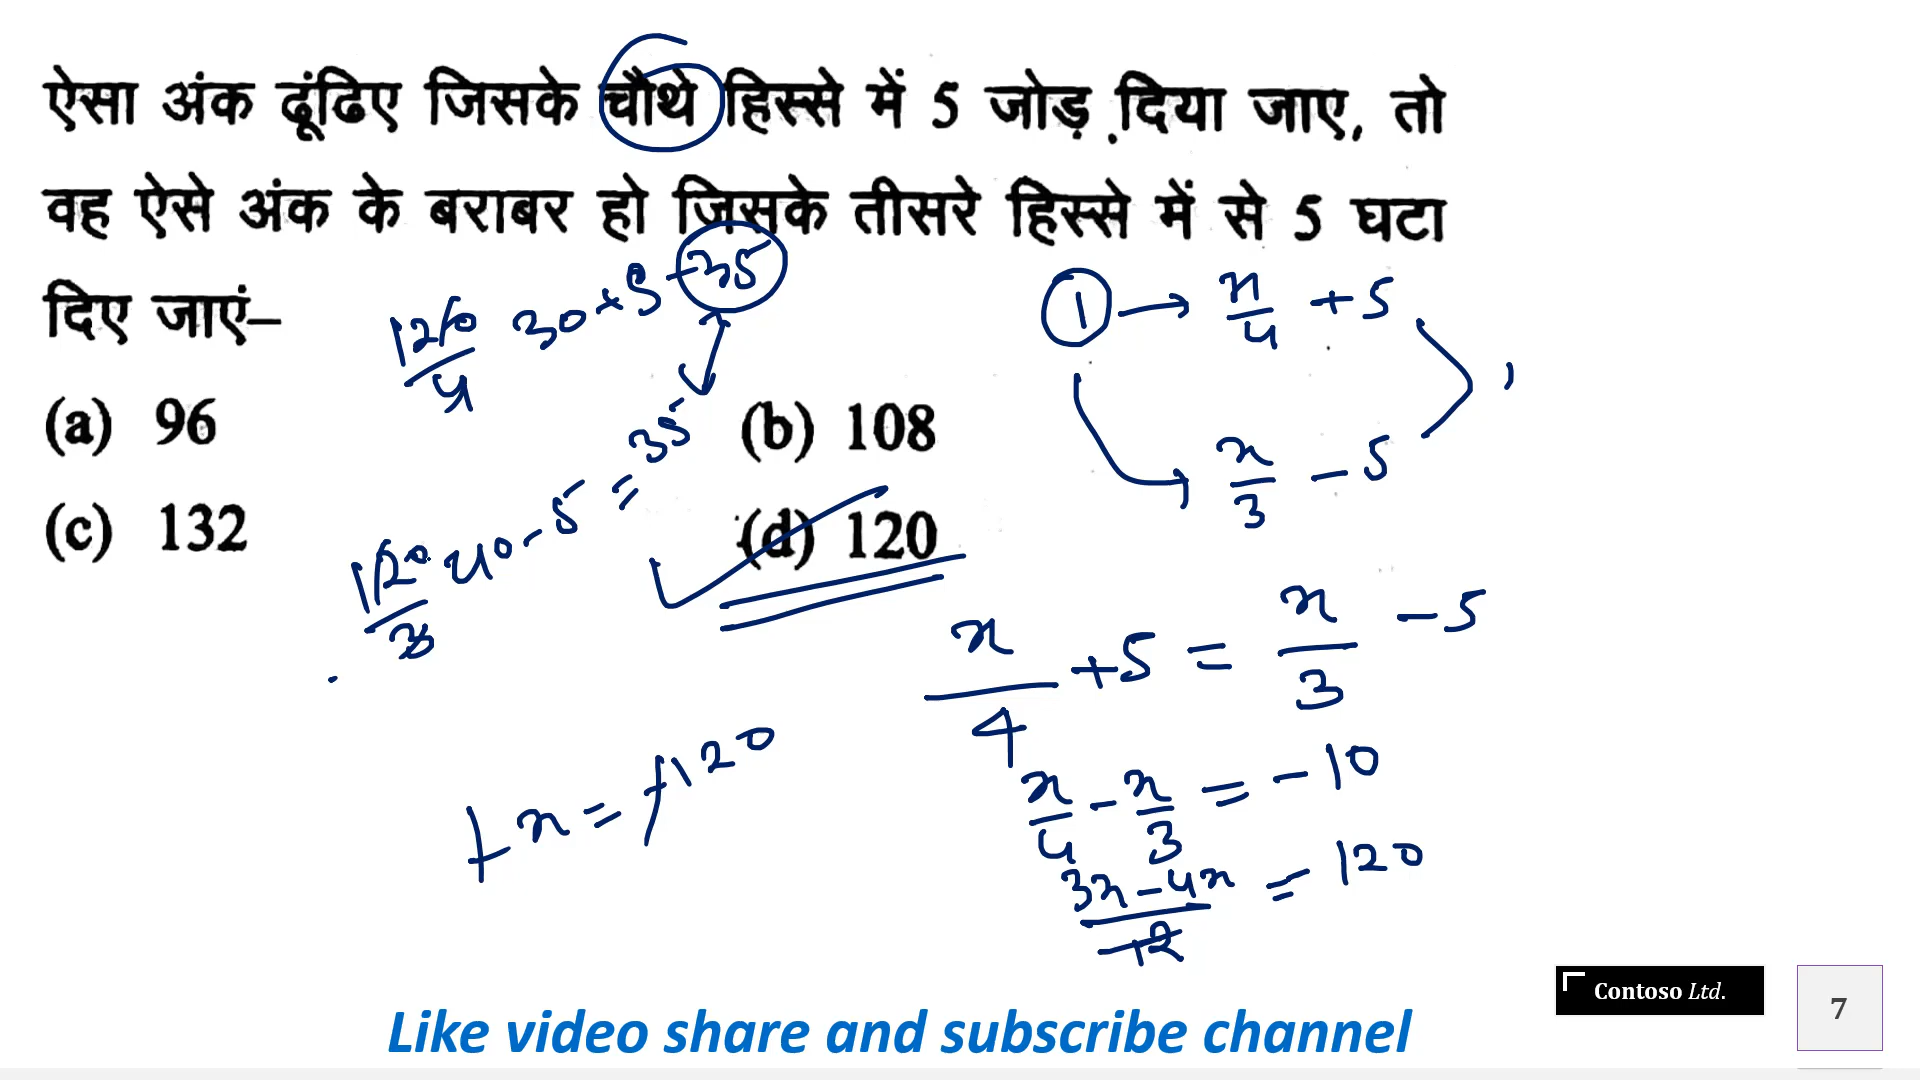 ऐसा अंक ढूंढिए जिसके चौथे हिस्से में 5 जोड़ दिया जाए, तो
वह ऐसे अंक के बराबर हो जिसके तीसरे हिस्से में से 5 घटा
दिए जाएं–
(a) 96
(b) 108
(c) 132
(d) 120
120/4 30+5-35
120/3 40-5=35
① → x/4 +5
→ x/3 -5
x/4 +5 = x/3 -5
x/4 - x/3 = -10
3x-4x/12 = 120
+x = +120
Contoso Ltd.
7
Like video share and subscribe channel